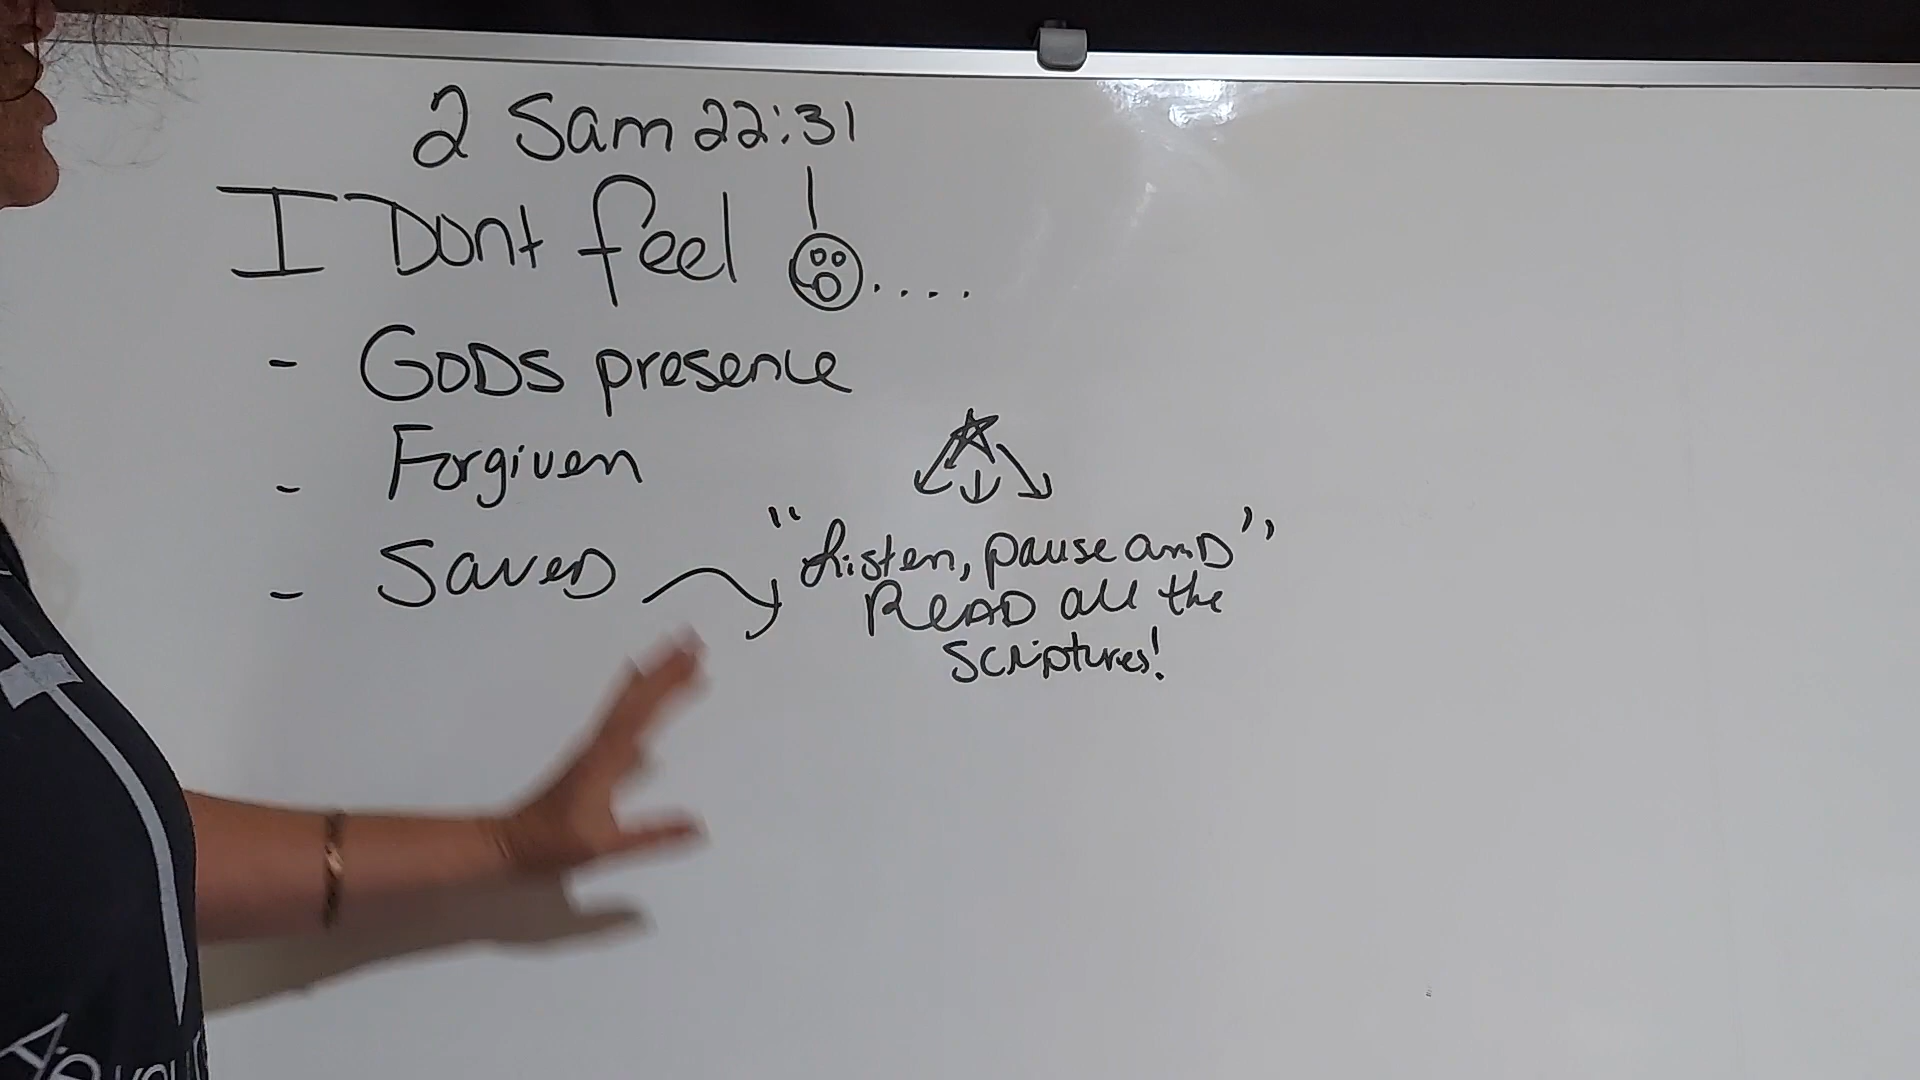 2 Sam 22:31
I Dont feel ....
- GODS presence
- Forgiven
- Saved
"Listen, pause and"
READ all the
scriptures!